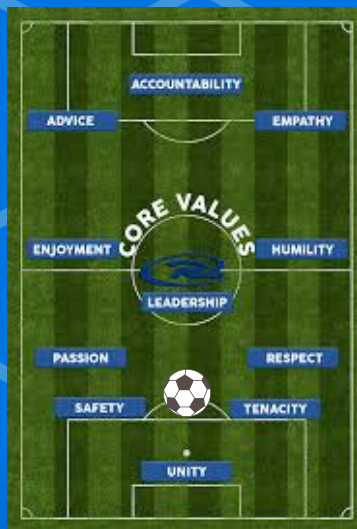 ACCOUNTABILITY
ADVICE
EMPATHY
CORE VALUES
ENJOYMENT
HUMILITY
LEADERSHIP
PASSION
RESPECT
SAFETY
TENACITY
UNITY